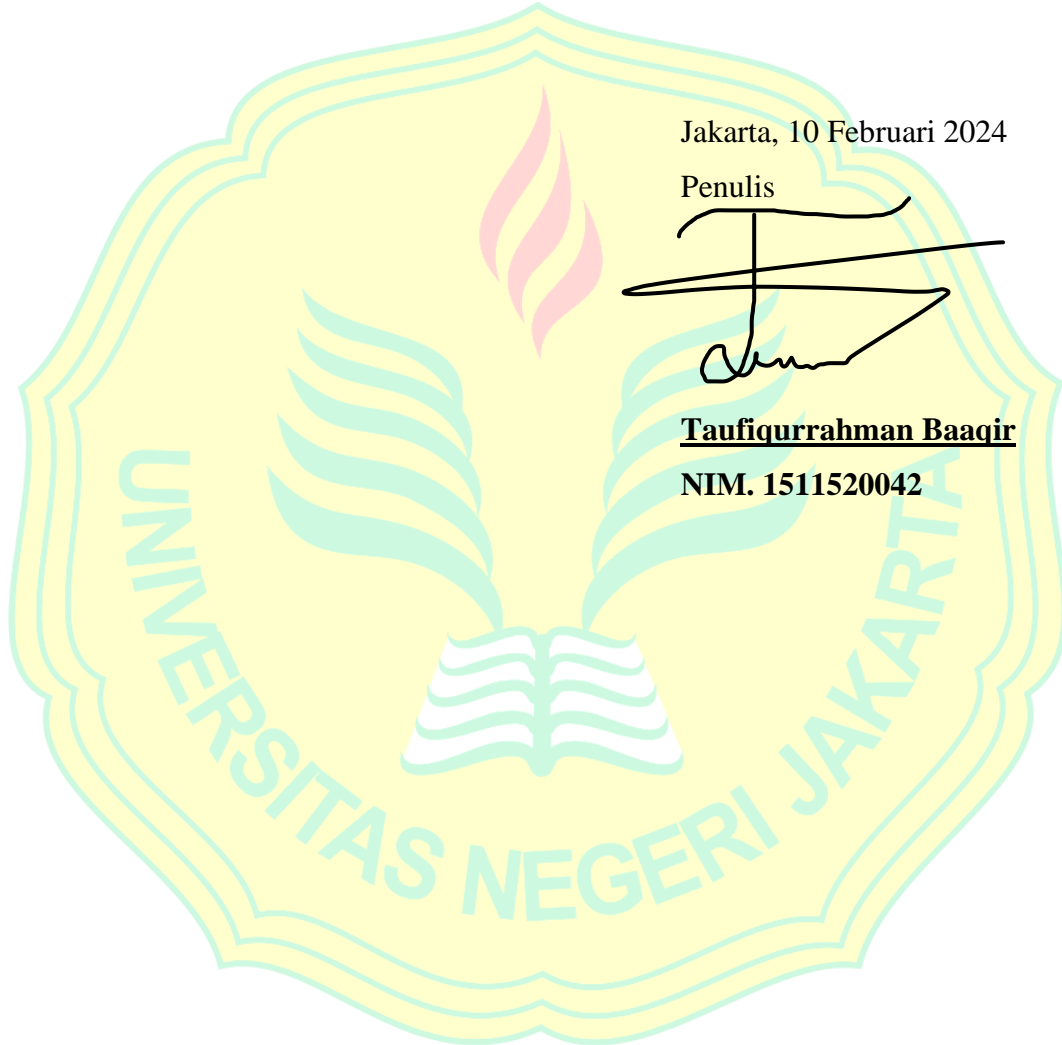 Jakarta, 10 Februari 2024
Penulis
Taufiqurrahman Baaqir
NIM. 1511520042
UNIVERSITAS NEGERI JAKARTA